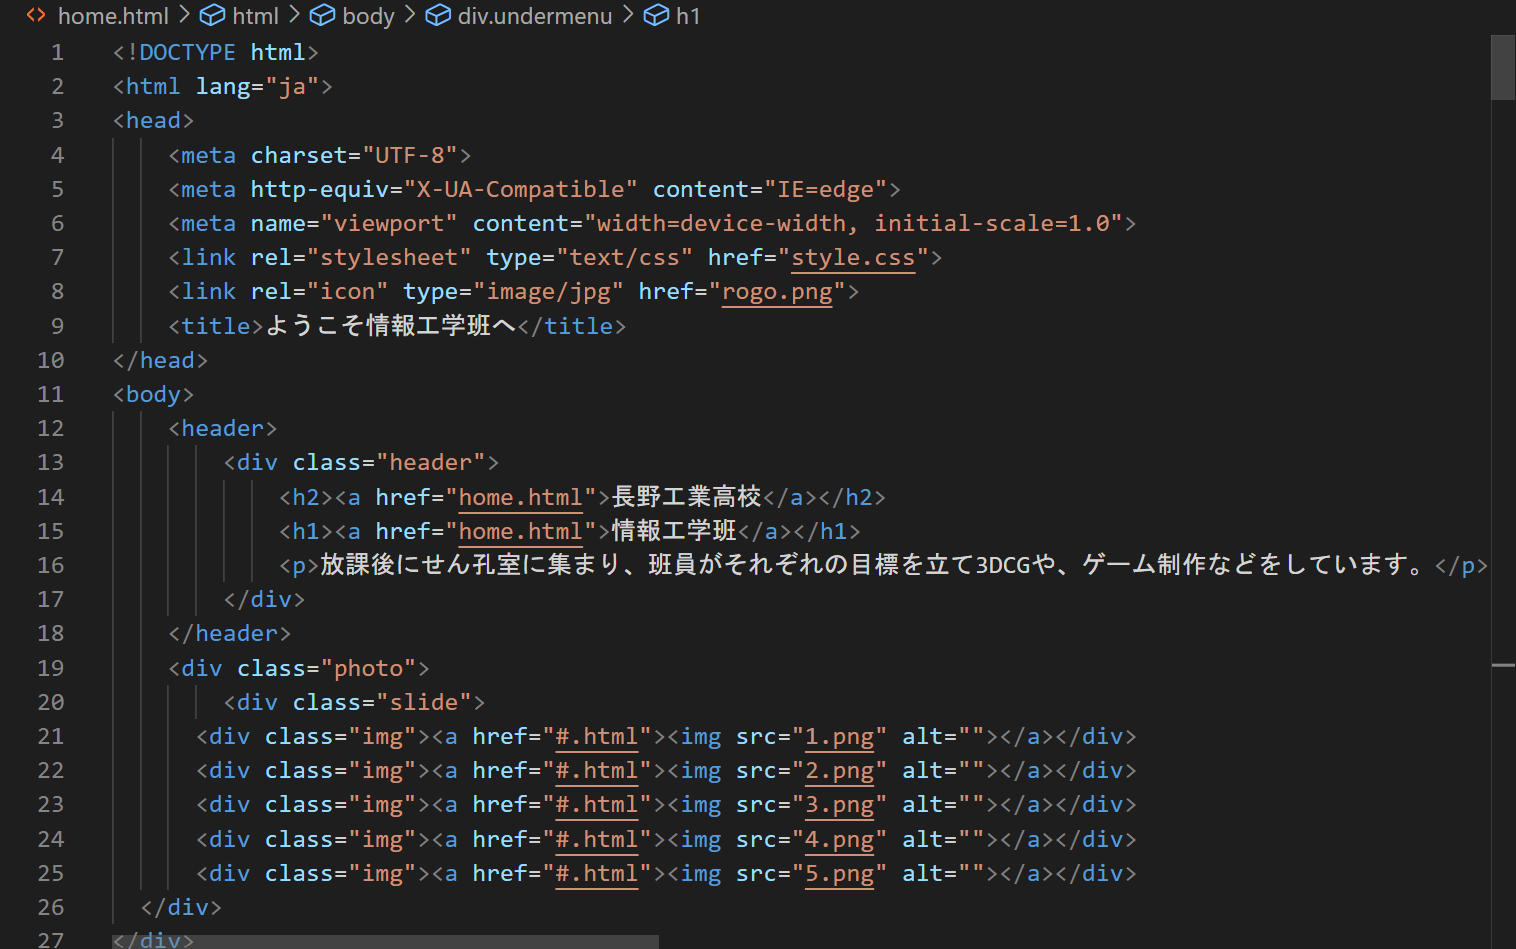 home.html > html > body > div.undermenu > h1
1 <!DOCTYPE html>
2 <html lang="ja">
3 <head>
4 <meta charset="UTF-8">
5 <meta http-equiv="X-UA-Compatible" content="IE=edge">
6 <meta name="viewport" content="width=device-width, initial-scale=1.0">
7 <link rel="stylesheet" type="text/css" href="style.css">
8 <link rel="icon" type="image/jpg" href="rogo.png">
9 <title>ようこそ情報工学班へ</title>
10 </head>
11 <body>
12 <header>
13 <div class="header">
14 <h2><a href="home.html">長野工業高校</a></h2>
15 <h1><a href="home.html">情報工学班</a></h1>
16 <p>放課後にせん孔室に集まり、班員がそれぞれの目標を立て3DCGや、ゲーム制作などをしています。</p>
17 </div>
18 </header>
19 <div class="photo">
20 <div class="slide">
21 <div class="img"><a href="#.html"><img src="1.png" alt=""></a></div>
22 <div class="img"><a href="#.html"><img src="2.png" alt=""></a></div>
23 <div class="img"><a href="#.html"><img src="3.png" alt=""></a></div>
24 <div class="img"><a href="#.html"><img src="4.png" alt=""></a></div>
25 <div class="img"><a href="#.html"><img src="5.png" alt=""></a></div>
26 </div>
27 </div>